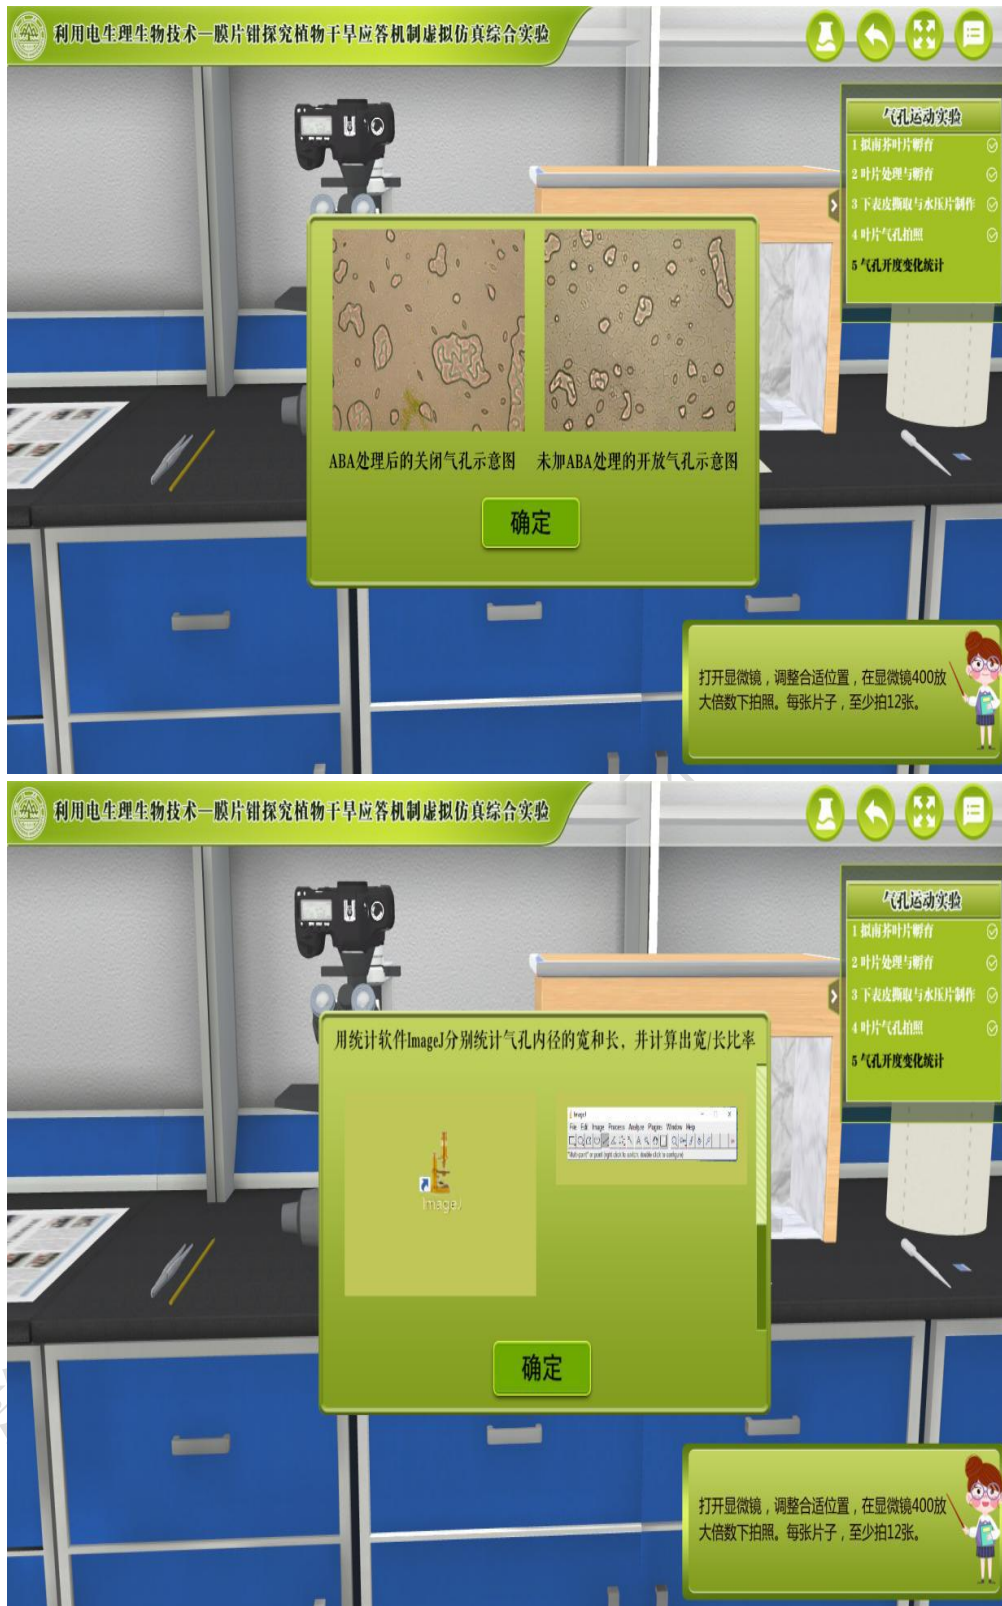 利用电生理生物技术—膜片钳探究植物干旱应答机制虚拟仿真综合实验
气孔运动实验
1 拟南芥叶片孵育
2 叶片处理与孵育
3 下表皮撕取与水压片制作
4 叶片气孔拍照
5 气孔开度变化统计
ABA处理后的关闭气孔示意图
未加ABA处理的开放气孔示意图
确定
打开显微镜，调整合适位置，在显微镜400放
大倍数下拍照。每张片子，至少拍12张。
利用电生理生物技术—膜片钳探究植物干旱应答机制虚拟仿真综合实验
气孔运动实验
1 拟南芥叶片孵育
2 叶片处理与孵育
3 下表皮撕取与水压片制作
4 叶片气孔拍照
5 气孔开度变化统计
用统计软件ImageJ分别统计气孔内径的宽和长，并计算出宽/长比率
ImageJ
ImageJ
File Edit Image Process Analyze Plugins Window Help
确定
打开显微镜，调整合适位置，在显微镜400放
大倍数下拍照。每张片子，至少拍12张。